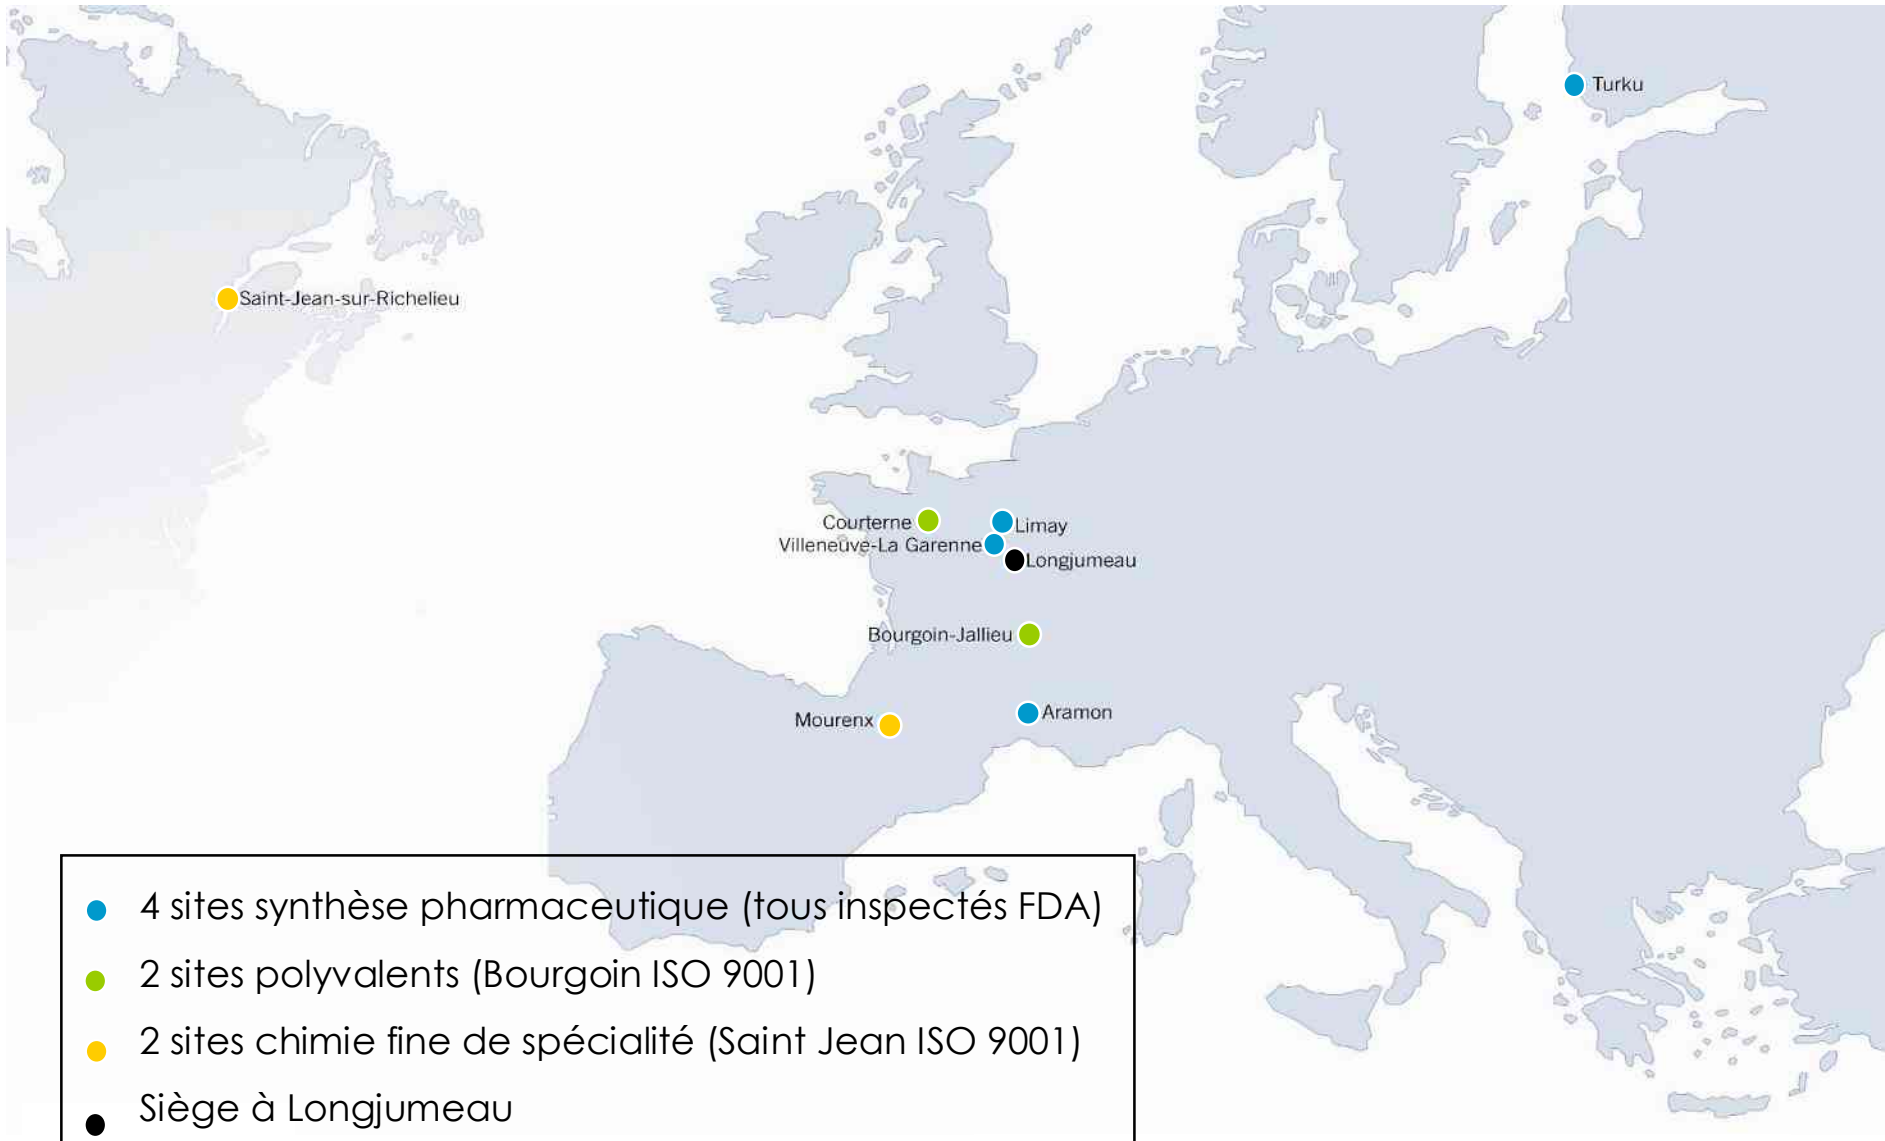 Turku
Saint-Jean-sur-Richelieu
Courterne
Limay
Villeneuve-La Garenne
Longjumeau
Bourgoin-Jallieu
Mourenx
Aramon
4 sites synthèse pharmaceutique (tous inspectés FDA)
2 sites polyvalents (Bourgoin ISO 9001)
2 sites chimie fine de spécialité (Saint Jean ISO 9001)
Siège à Longjumeau